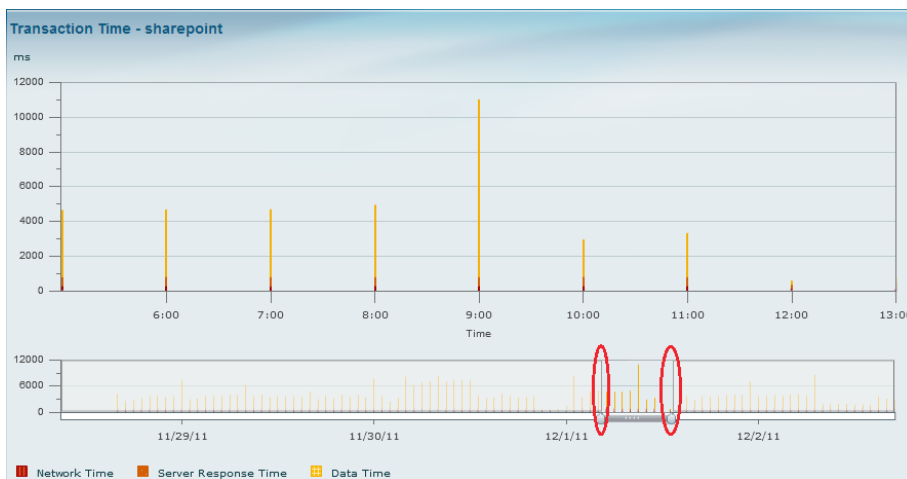 Transaction Time - sharepoint
ms
12000
10000
8000
6000
4000
2000
0
6:00 7:00 8:00 9:00 10:00 11:00 12:00 13:00
Time
12000
6000
0
11/29/11 11/30/11 12/1/11 12/2/11
Network Time Server Response Time Data Time